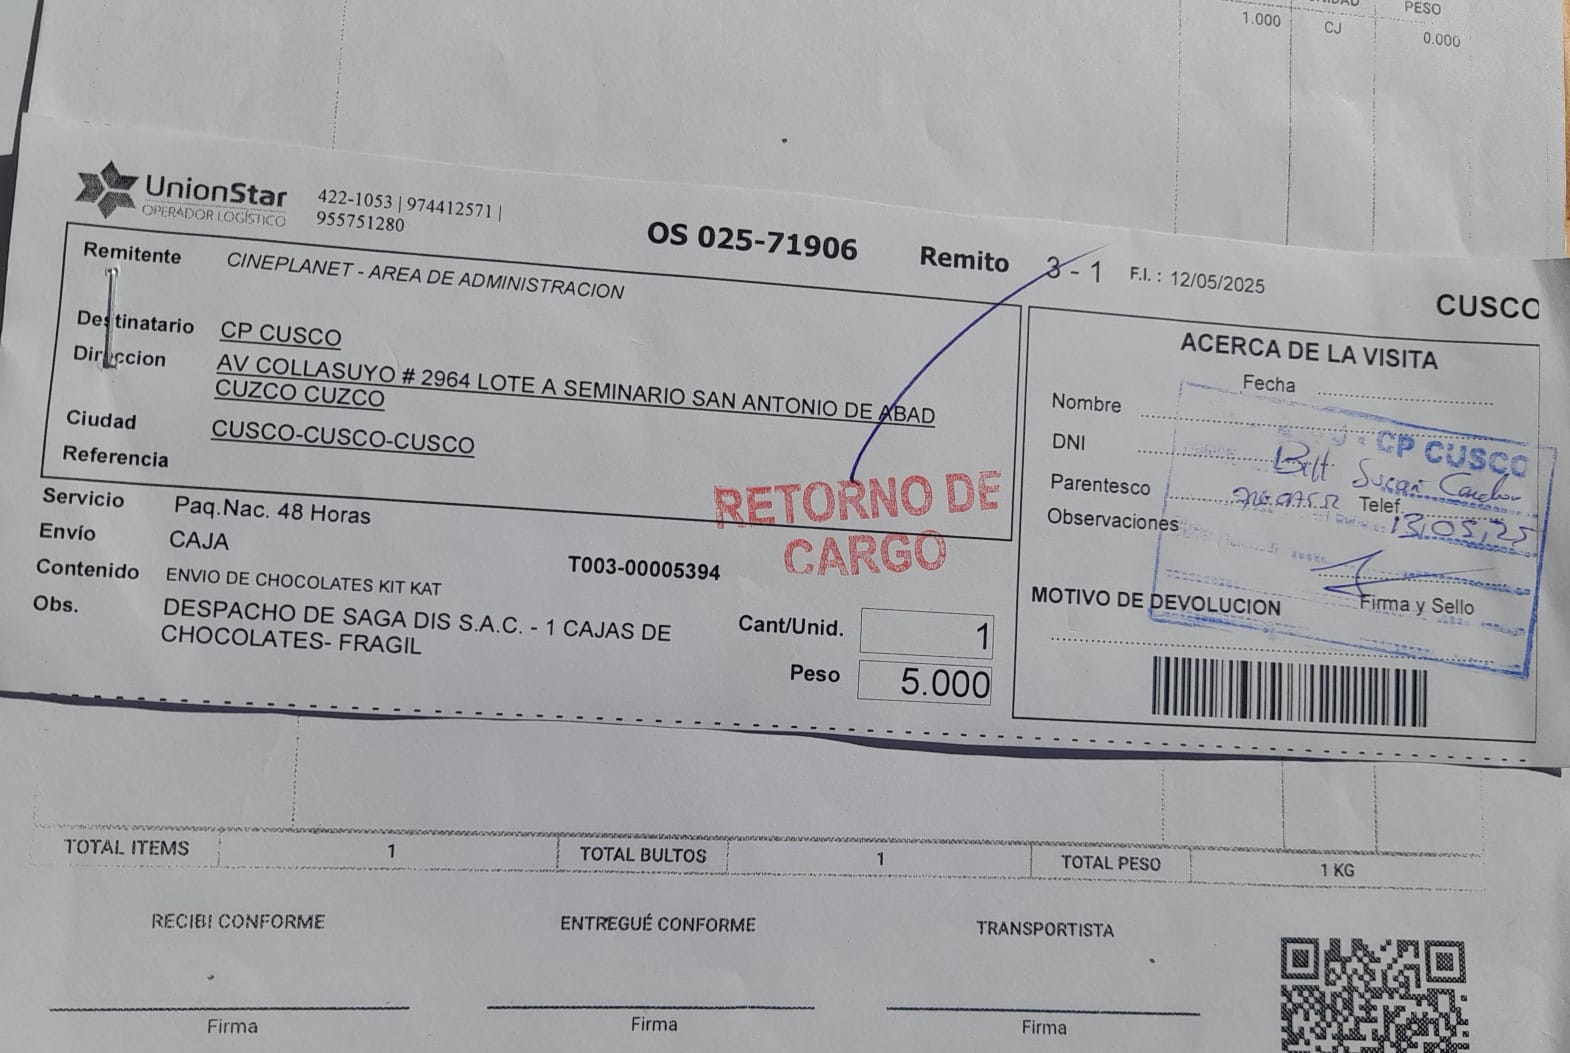 PESO
1.000
CJ
0.000
UnionStar
OPERADOR LOGÍSTICO
422-1053 | 974412571 |
955751280
OS 025-71906
Remito
3 - 1
F.I. : 12/05/2025
CUSCO
Remitente
CINEPLANET - AREA DE ADMINISTRACION
Destinatario
CP CUSCO
Direccion
AV COLLASUYO # 2964 LOTE A SEMINARIO SAN ANTONIO DE ABAD
CUZCO CUZCO
Ciudad
CUSCO-CUSCO-CUSCO
Referencia
RETORNO DE
CARGO
Servicio
Paq.Nac. 48 Horas
Envío
CAJA
T003-00005394
Contenido
ENVIO DE CHOCOLATES KIT KAT
Obs.
DESPACHO DE SAGA DIS S.A.C. - 1 CAJAS DE
CHOCOLATES- FRAGIL
Cant/Unid.
1
Peso
5.000
ACERCA DE LA VISITA
Fecha
Nombre
CP CUSCO
DNI
Parentesco
Telef.
Observaciones
13,05,25
Firma y Sello
MOTIVO DE DEVOLUCION
TOTAL ITEMS
1
TOTAL BULTOS
1
TOTAL PESO
1 KG
RECIBI CONFORME
ENTREGUÉ CONFORME
TRANSPORTISTA
Firma
Firma
Firma